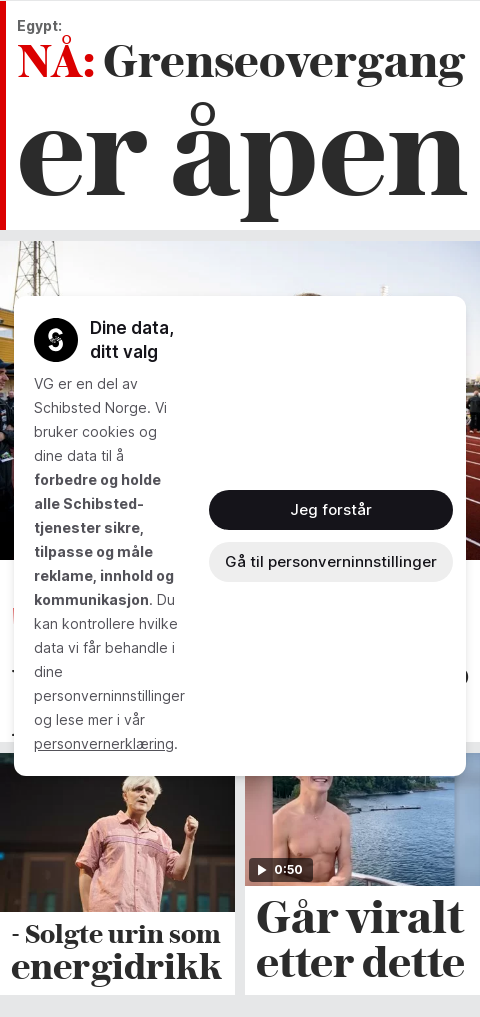 Egypt:
NÅ: Grenseovergang
er åpen
Dine data,
ditt valg
VG er en del av
Schibsted Norge. Vi
bruker cookies og
dine data til å
forbedre og holde
alle Schibsted-
tjenester sikre,
tilpasse og måle
reklame, innhold og
kommunikasjon. Du
kan kontrollere hvilke
data vi får behandle i
dine
personverninnstillinger
og lese mer i vår
personvernerklæring.
Jeg forstår
Gå til personverninnstillinger
- Solgte urin som
energidrikk
0:50
Går viralt
etter dette